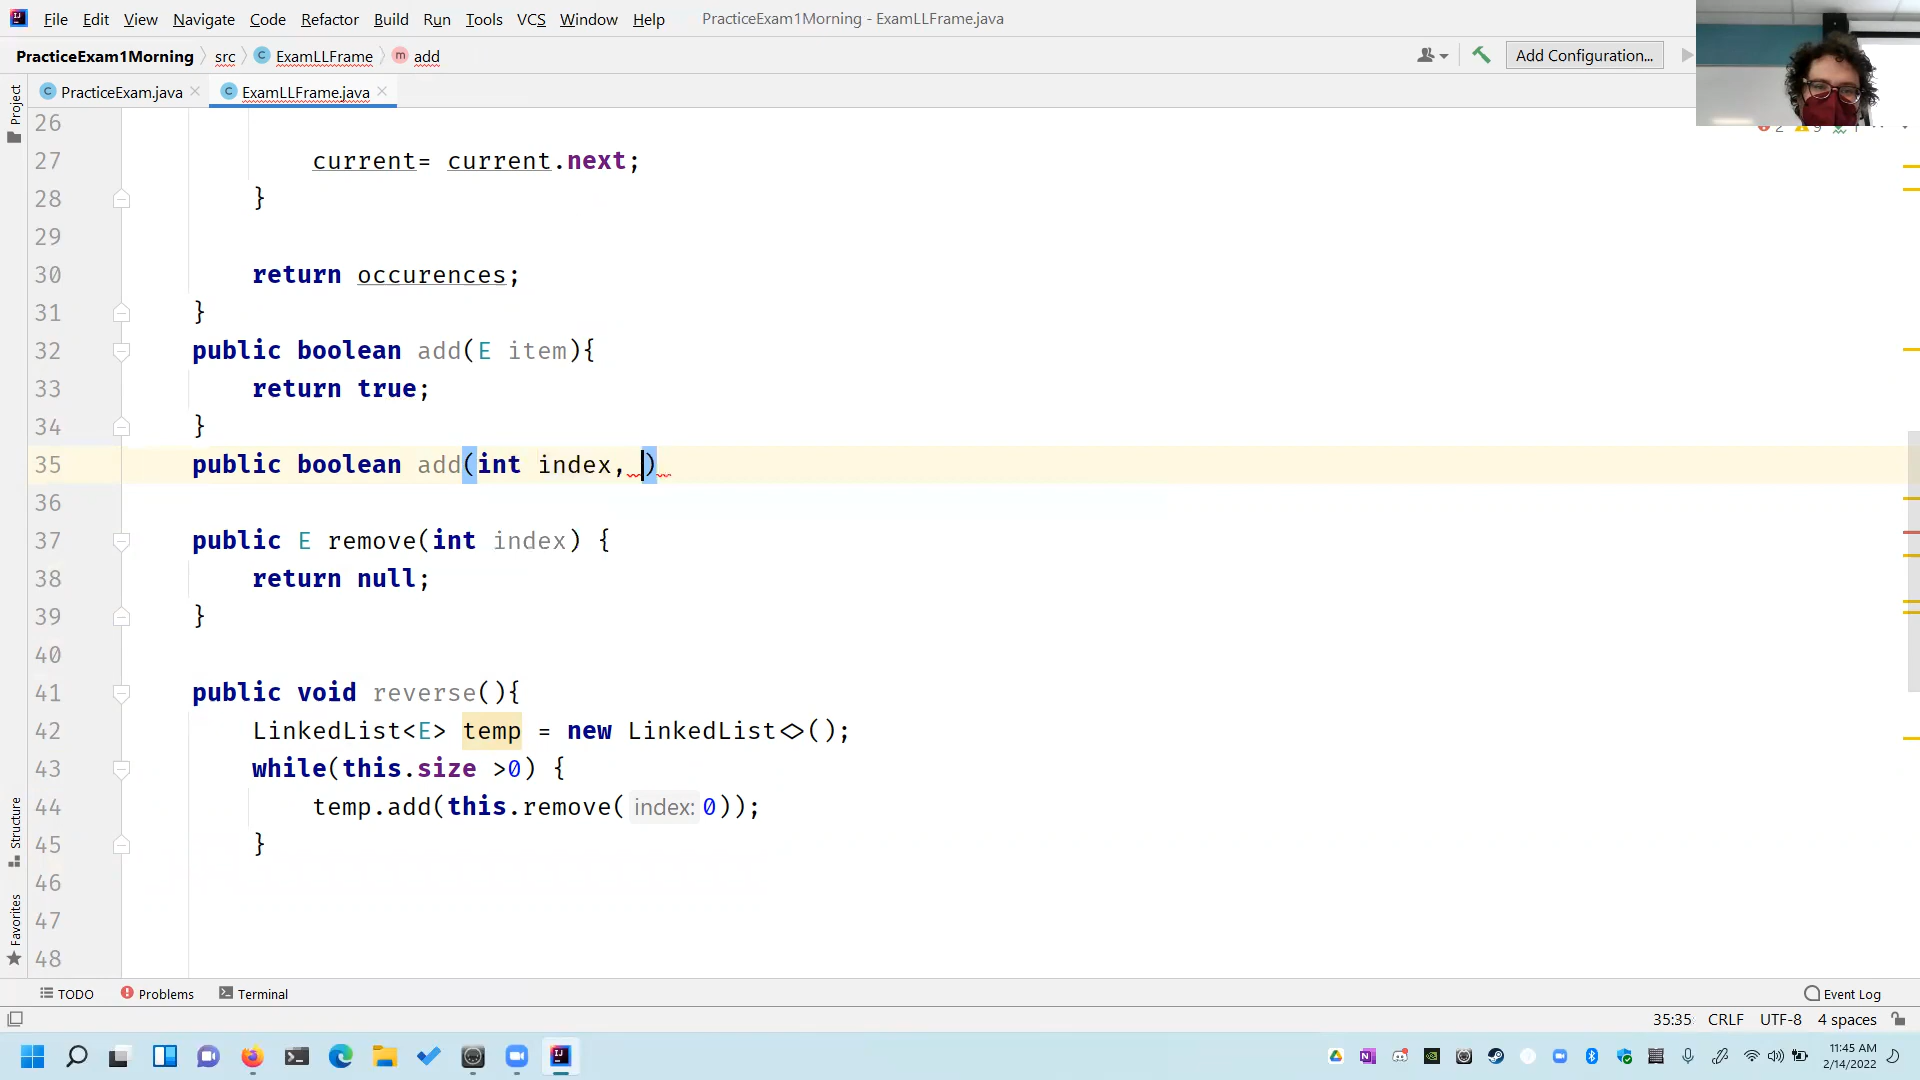 File Edit View Navigate Code Refactor Build Run Tools VCS Window Help PracticeExam1Morning - ExamLLFrame.java
PracticeExam1Morning src ExamLLFrame add Add Configuration...
PracticeExam.java ExamLLFrame.java
Project
2 9 1
26
27 current= current.next;
28 }
29
30 return occurences;
31 }
32 public boolean add(E item){
33 return true;
34 }
35 public boolean add(int index, )
36
37 public E remove(int index) {
38 return null;
39 }
40
41 public void reverse(){
42 LinkedList<E> temp = new LinkedList<>();
43 while(this.size >0) {
44 temp.add(this.remove( index: 0));
45 }
46
47
48
Structure
Favorites
TODO Problems Terminal Event Log
35:35 CRLF UTF-8 4 spaces
11:45 AM
2/14/2022